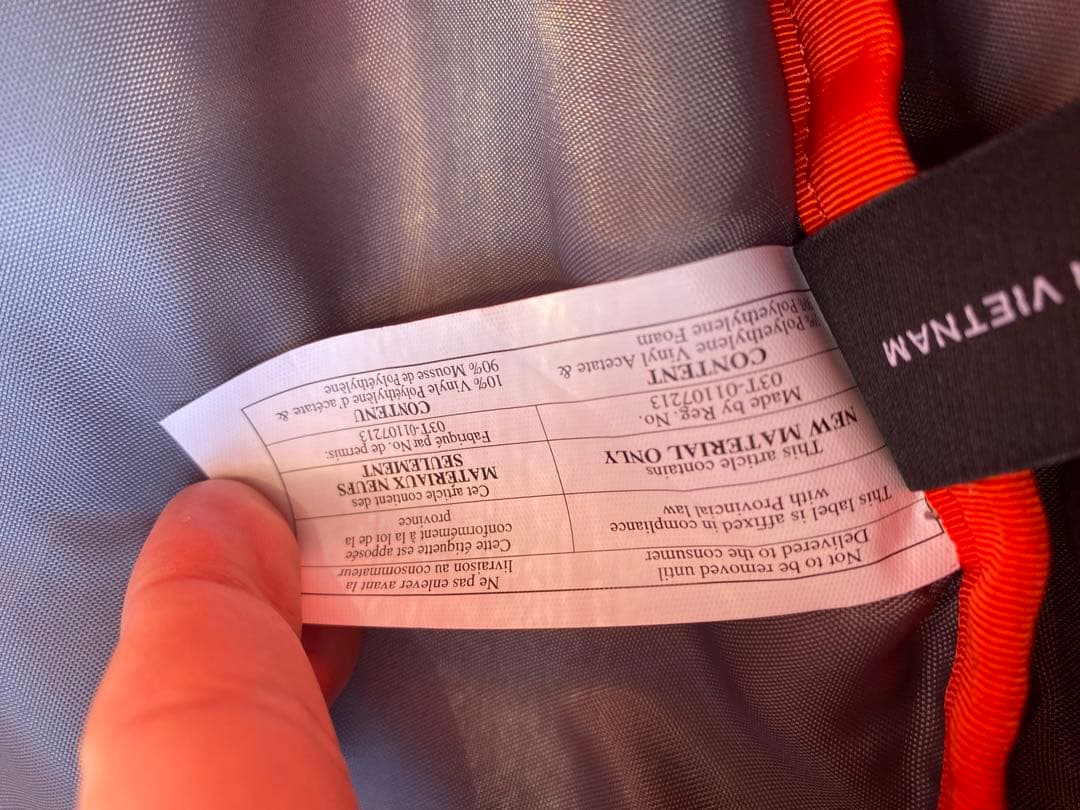 Not to be removed until
Delivered to the consumer
This label is affixed in compliance
with Provincial law
This article contains
NEW MATERIAL ONLY
Made by Reg. No.
03T-01107213
CONTENT
Polyethylene Vinyl Acetate &
Polyethylene Foam
Ne pas enlever avant la
livraison au consommateur
Cette étiquette est apposée
conformément à la loi de la
province
Cet article contient des
MATERIAUX NEUFS
SEULEMENT
Fabriqué par No. de permis:
03T-01107213
CONTENU
10% Vinyle Polyéthylène d'acétate &
90% Mousse de Polyéthylène
VIETNAM